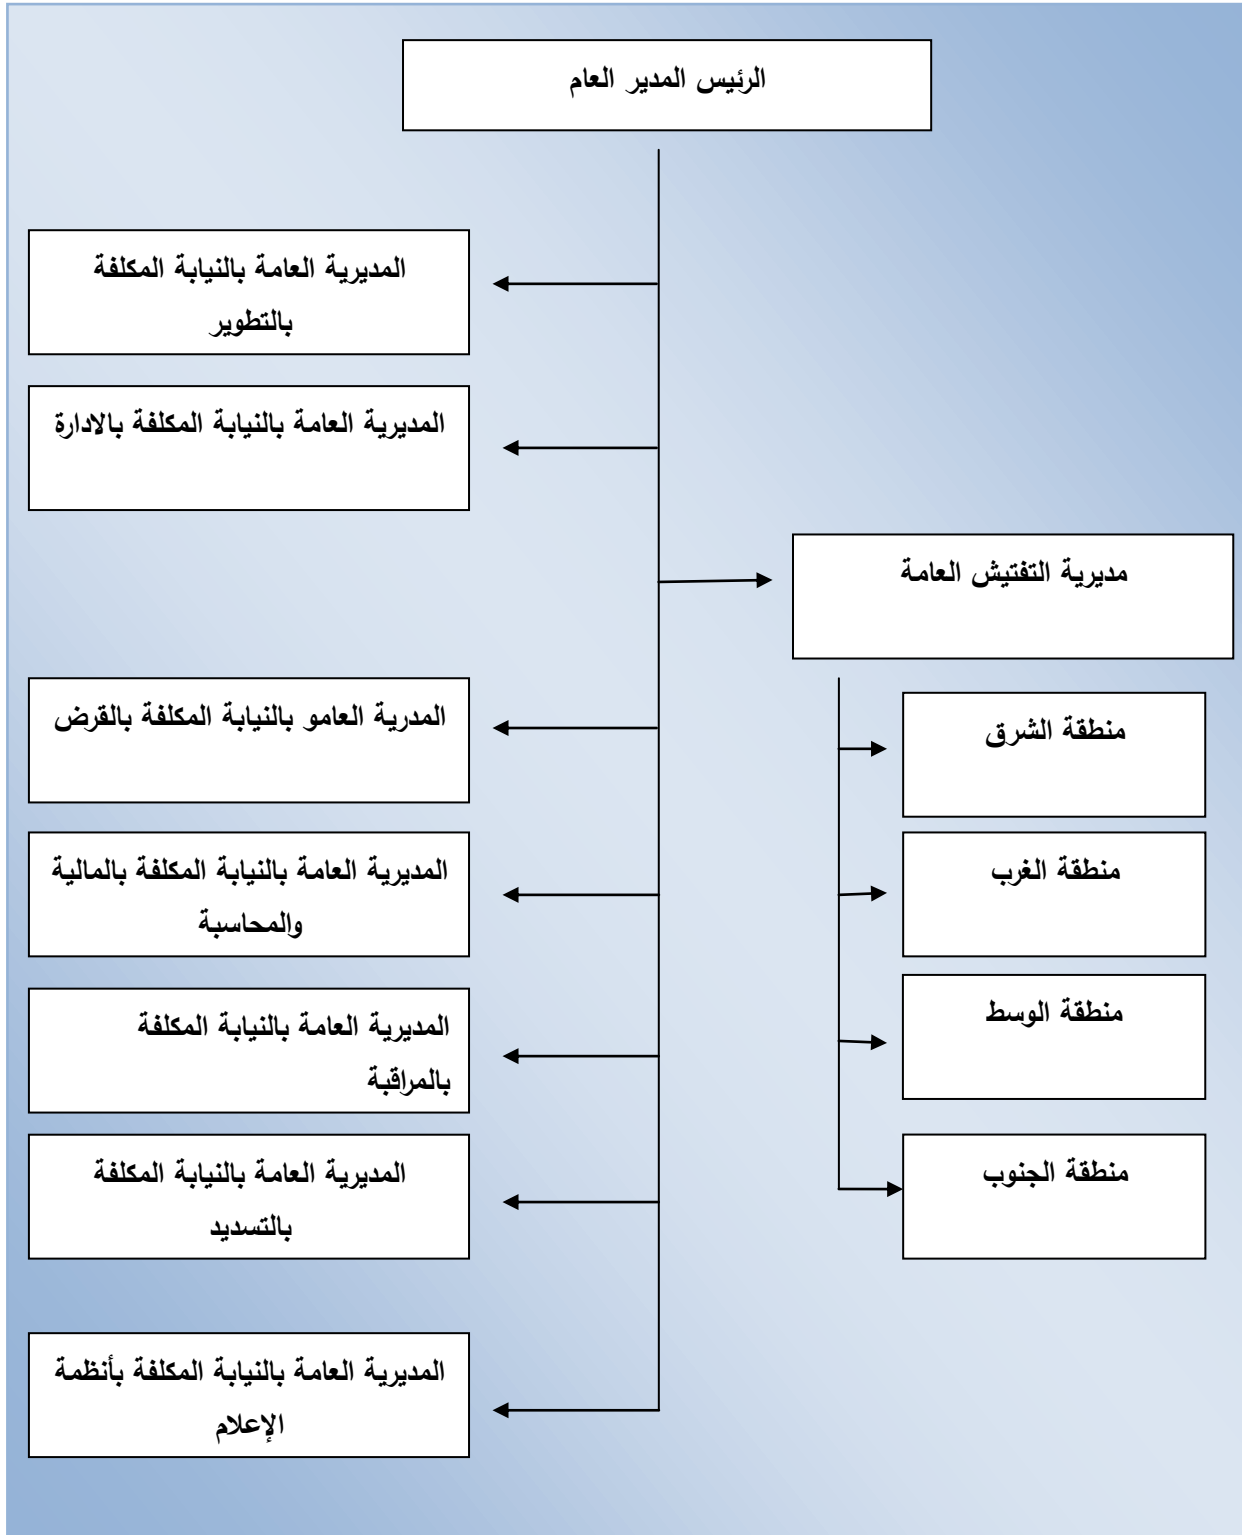 الرئيس المدير العام
المديرية العامة بالنيابة المكلفة
بالتطوير
المديرية العامة بالنيابة المكلفة بالادارة
مديرية التفتيش العامة
المدرية العامو بالنيابة المكلفة بالقرض
منطقة الشرق
المديرية العامة بالنيابة المكلفة بالمالية
والمحاسبة
منطقة الغرب
المديرية العامة بالنيابة المكلفة
بالمراقبة
منطقة الوسط
المديرية العامة بالنيابة المكلفة
بالتسديد
منطقة الجنوب
المديرية العامة بالنيابة المكلفة بأنظمة
الإعلام